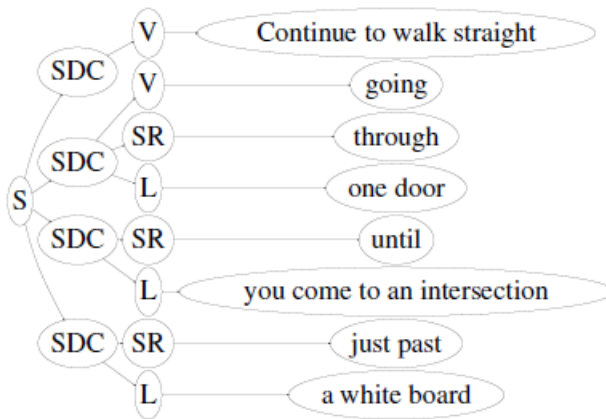 V Continue to walk straight
SDC
V going
SDC SR through
S L one door
SDC SR until
L you come to an intersection
SDC SR just past
L a white board